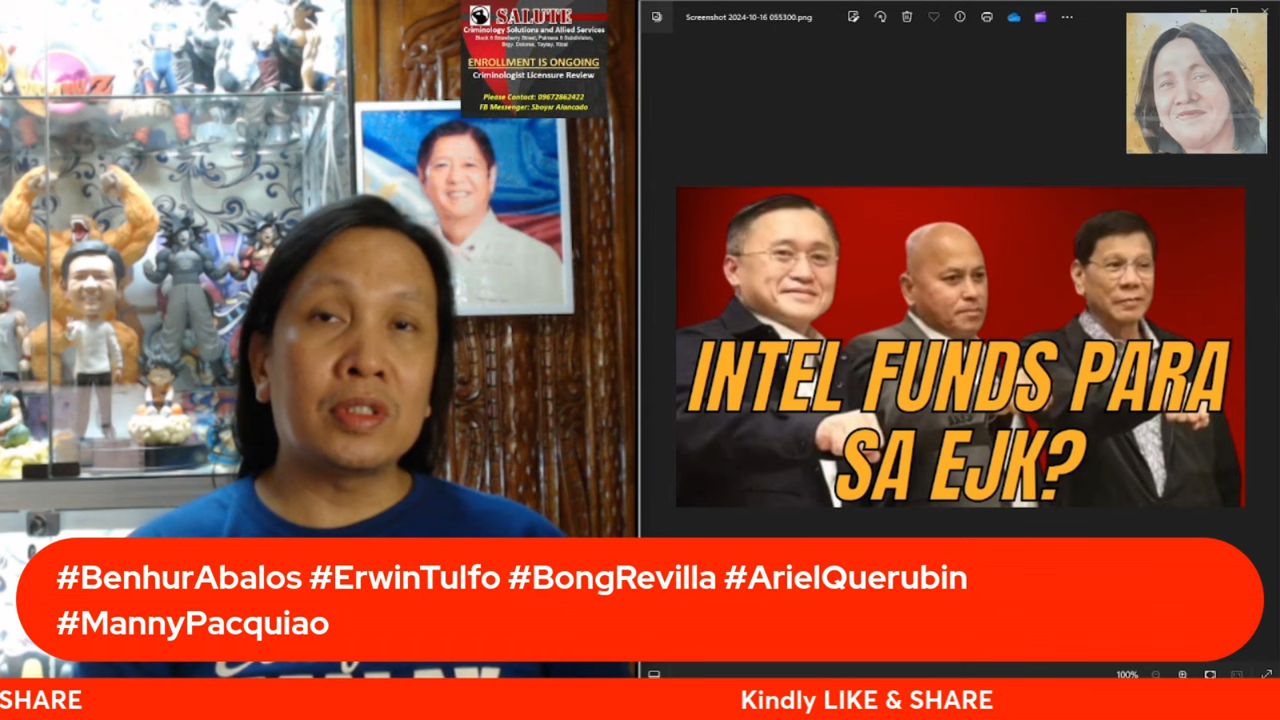 SALUTE
Criminology Solutions and Allied Services
ENROLLMENT IS ONGOING
Criminologist Licensure Review
Please Contact: 09672862422
FB Messenger: Sboyar Alancado
Screenshot 2024-10-16 055300.png
INTEL FUNDS PARA
SA EJK?
#BenhurAbalos #ErwinTulfo #BongRevilla #ArielQuerubin
#MannyPacquiao
100%
SHARE
Kindly LIKE & SHARE